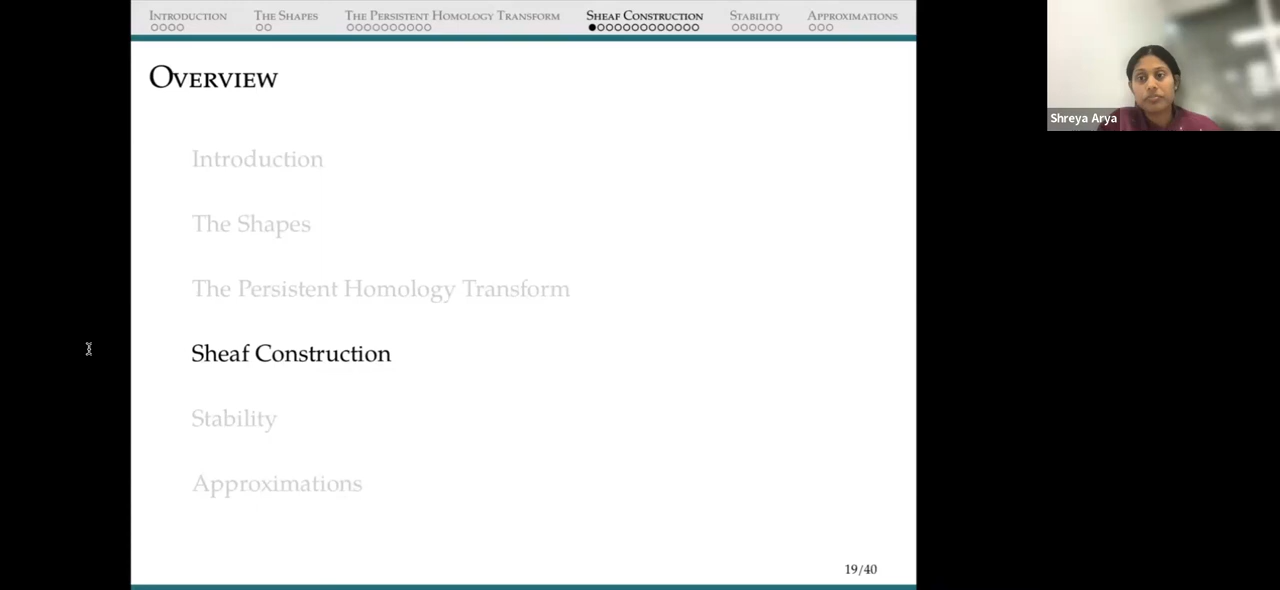 Introduction The Shapes The Persistent Homology Transform Sheaf Construction Stability Approximations
Overview
Introduction
The Shapes
The Persistent Homology Transform
Sheaf Construction
Stability
Approximations
19/40
Shreya Arya